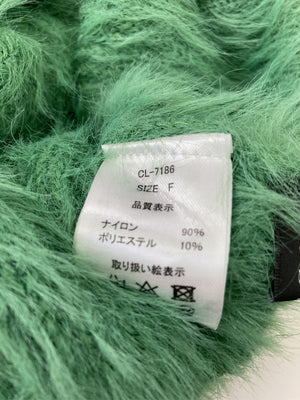 CL-7186
SIZE F
品質表示
ナイロン 90%
ポリエステル 10%
取り扱い絵表示